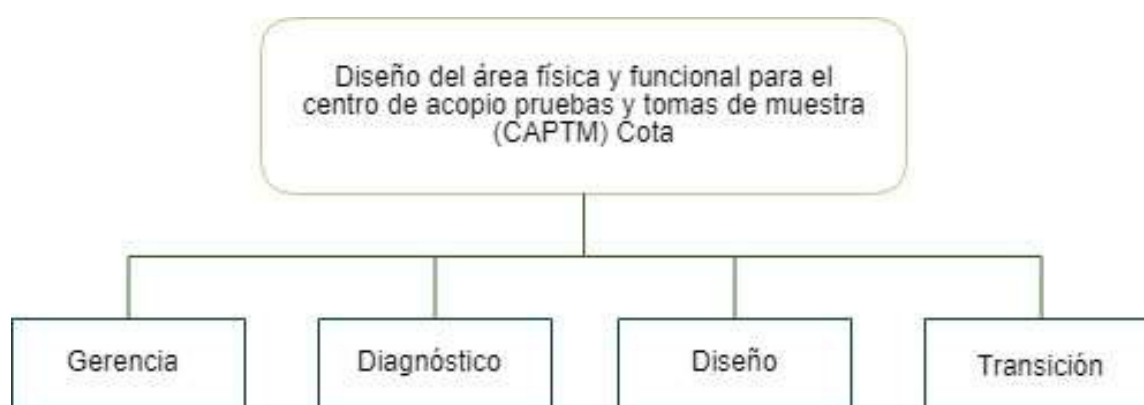 Diseño del área física y funcional para el
centro de acopio pruebas y tomas de muestra
(CAPTM) Cota
Gerencia
Diagnóstico
Diseño
Transición